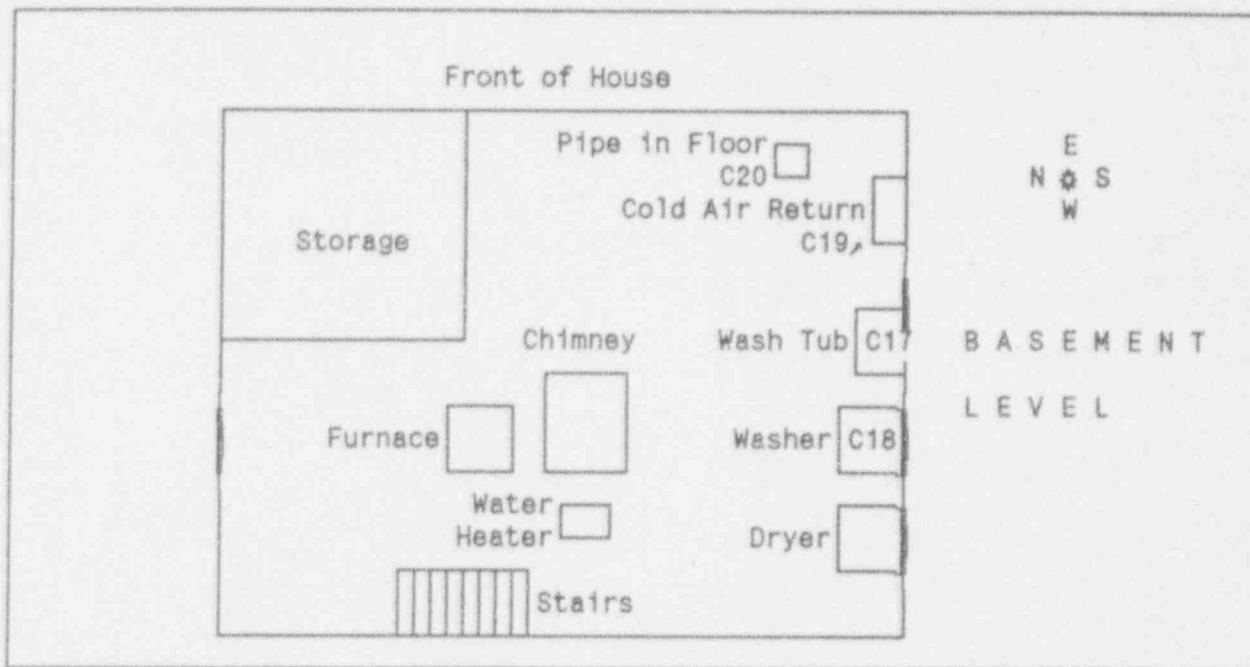 Front of House
Pipe in Floor
C20
E
N S
W
Cold Air Return
C19
Storage
Chimney
Wash Tub C17
B A S E M E N T
L E V E L
Furnace
Washer C18
Water
Heater
Dryer
Stairs